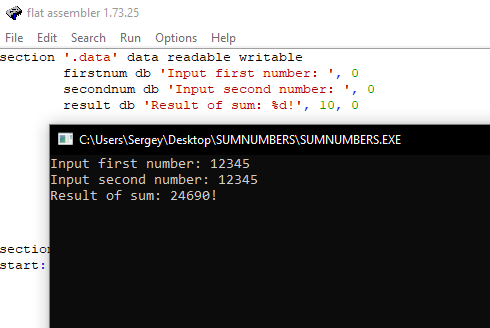 flat assembler 1.73.25
File Edit Search Run Options Help
section '.data' data readable writable
firstnum db 'Input first number: ', 0
secondnum db 'Input second number: ', 0
result db 'Result of sum: %d!', 10, 0
C:\Users\Sergey\Desktop\SUMNUMBERS\SUMNUMBERS.EXE
Input first number: 12345
Input second number: 12345
Result of sum: 24690!
section
start: